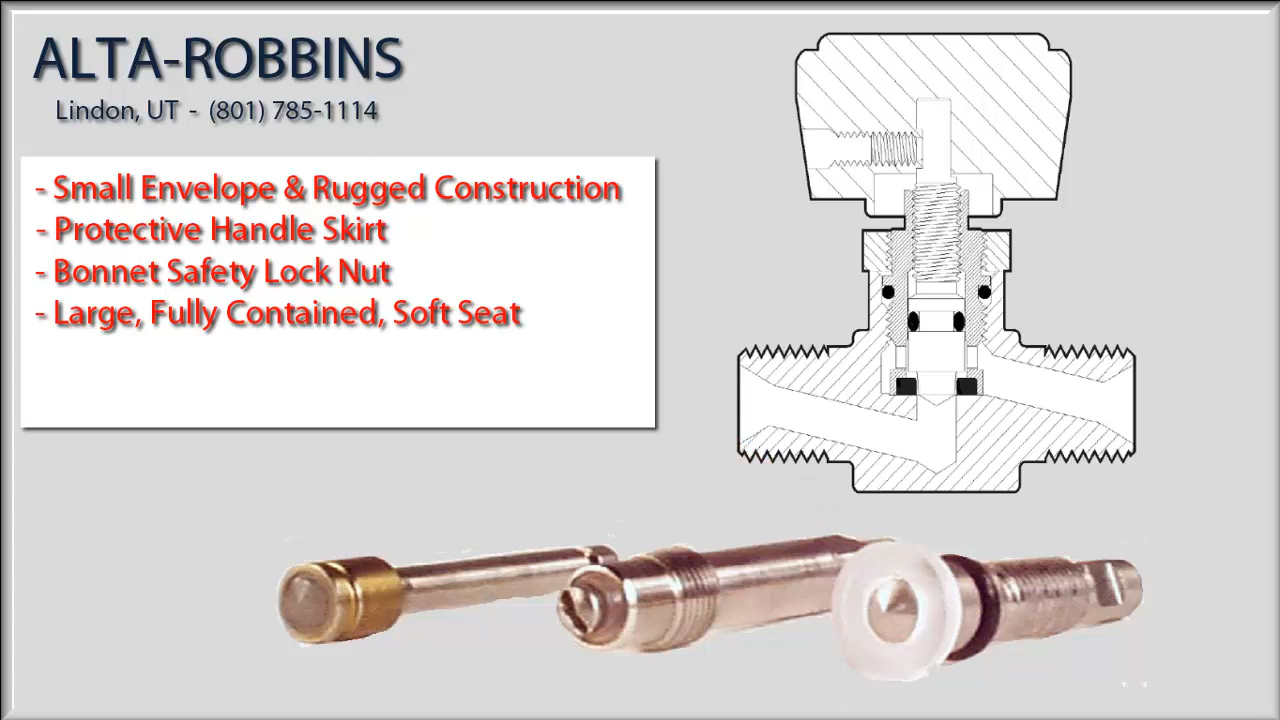 ALTA-ROBBINS
Lindon, UT - (801) 785-1114
- Small Envelope & Rugged Construction
- Protective Handle Skirt
- Bonnet Safety Lock Nut
- Large, Fully Contained, Soft Seat